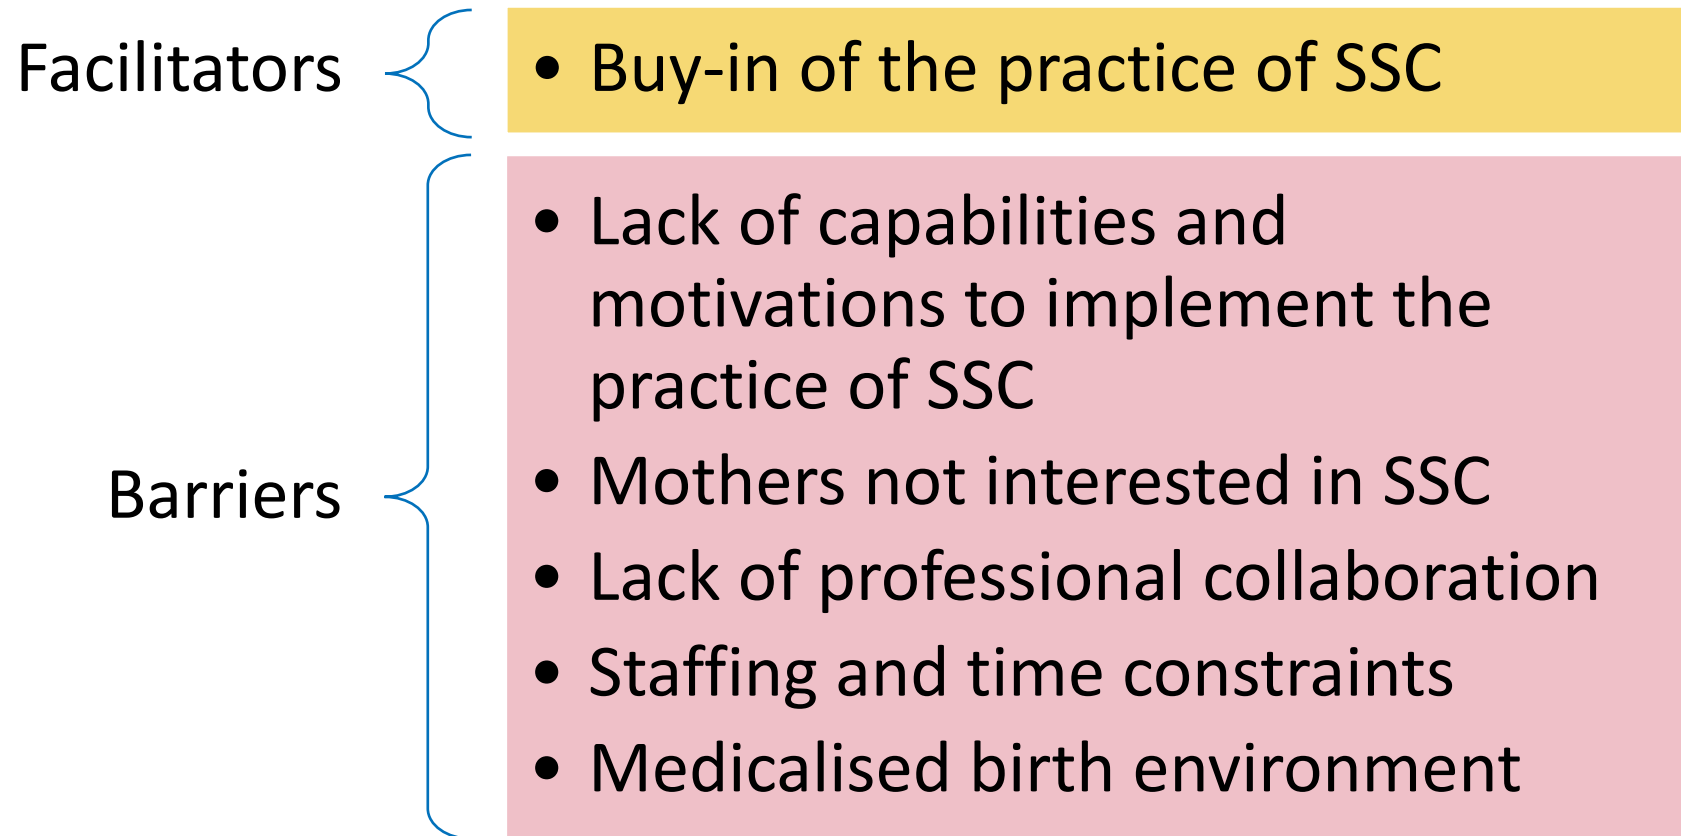 Facilitators
• Buy-in of the practice of SSC
Barriers
• Lack of capabilities and
motivations to implement the
practice of SSC
• Mothers not interested in SSC
• Lack of professional collaboration
• Staffing and time constraints
• Medicalised birth environment